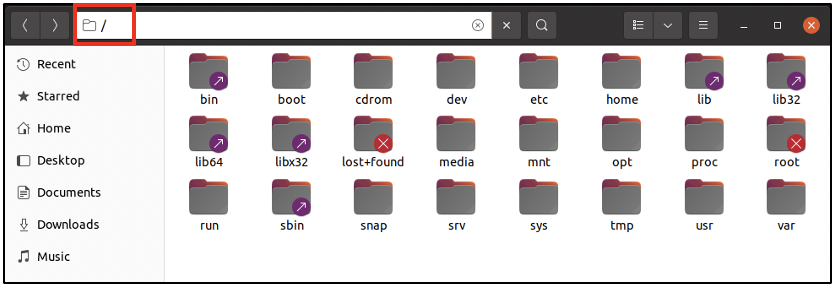 /
Recent
Starred
Home
Desktop
Documents
Downloads
Music
bin boot cdrom dev etc home lib lib32
lib64 libx32 lost+found media mnt opt proc root
run sbin snap srv sys tmp usr var